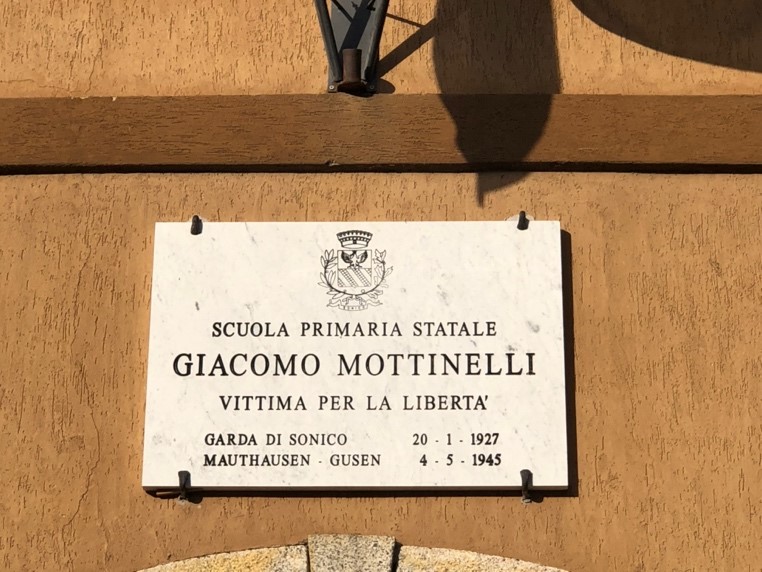 SCUOLA PRIMARIA STATALE
GIACOMO MOTTINELLI
VITTIMA PER LA LIBERTA'
GARDA DI SONICO 20 - 1 - 1927
MAUTHAUSEN - GUSEN 4 - 5 - 1945